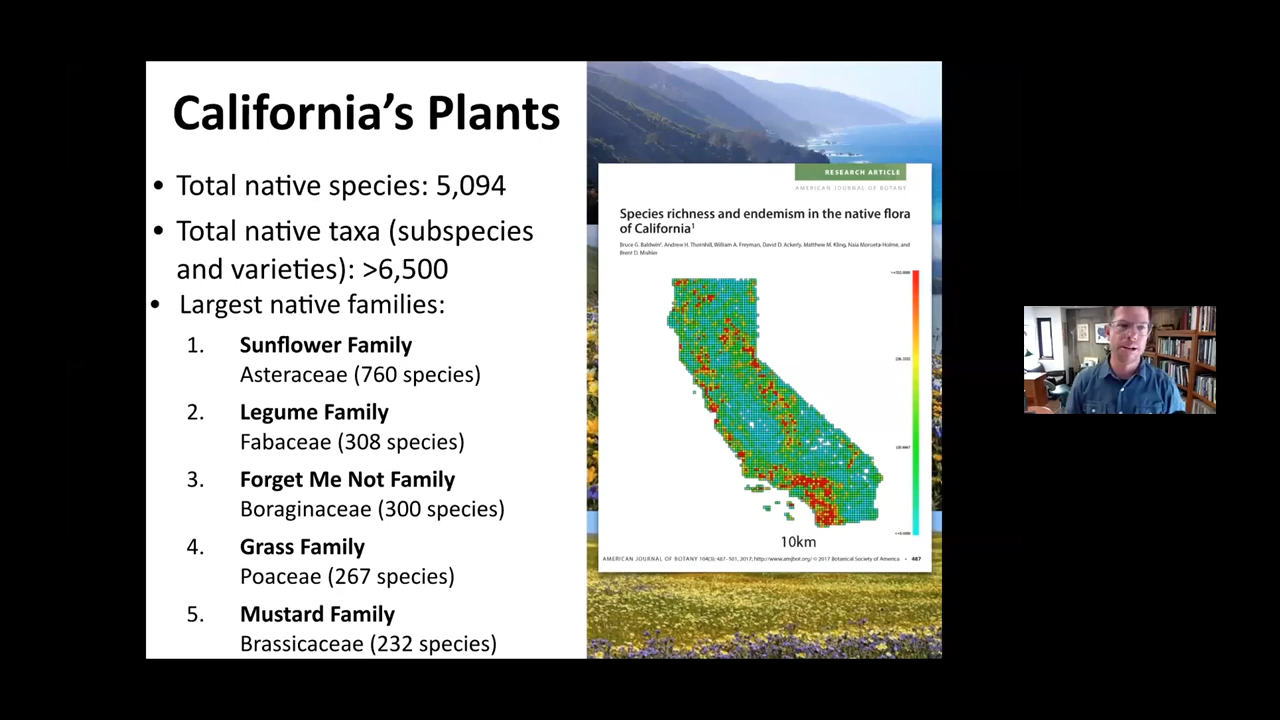 California's Plants
• Total native species: 5,094
• Total native taxa (subspecies
and varieties): >6,500
• Largest native families:
1. Sunflower Family
Asteraceae (760 species)
2. Legume Family
Fabaceae (308 species)
3. Forget Me Not Family
Boraginaceae (300 species)
4. Grass Family
Poaceae (267 species)
5. Mustard Family
Brassicaceae (232 species)
RESEARCH ARTICLE
AMERICAN JOURNAL OF BOTANY
Species richness and endemism in the native flora
of California¹
Bruce G. Baldwin², Andrew H. Thornhill, William A. Freyman, David D. Ackerly, Matthew M. Kling, Naia Morueta-Holme, and
Brent D. Mishler
10km
AMERICAN JOURNAL OF BOTANY 104(3): 487–501, 2017; http://www.amjbot.org/ © 2017 Botanical Society of America • 487